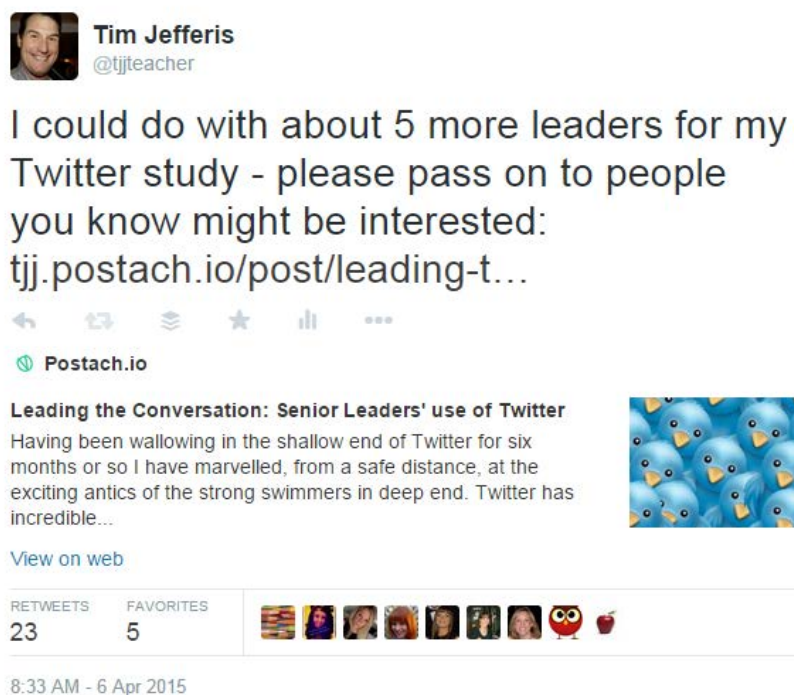 Tim Jefferis
@tjjteacher
I could do with about 5 more leaders for my
Twitter study - please pass on to people
you know might be interested:
tjj.postach.io/post/leading-t...
Postach.io
Leading the Conversation: Senior Leaders' use of Twitter
Having been wallowing in the shallow end of Twitter for six
months or so I have marvelled, from a safe distance, at the
exciting antics of the strong swimmers in deep end. Twitter has
incredible...
View on web
RETWEETS FAVORITES
23 5
8:33 AM - 6 Apr 2015